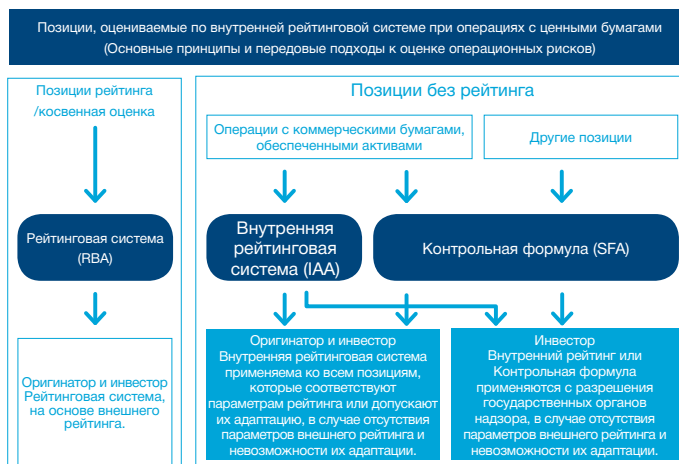 Позиции, оцениваемые по внутренней рейтинговой системе при операциях с ценными бумагами
(Основные принципы и передовые подходы к оценке операционных рисков)
Позиции рейтинга
/косвенная оценка
Позиции без рейтинга
Операции с коммерческими бумагами,
обеспеченными активами
Другие позиции
Рейтинговая система
(RBA)
Внутренняя
рейтинговая
система (IAA)
Контрольная формула (SFA)
Оригинатор и инвестор
Рейтинговая система,
на основе внешнего
рейтинга.
Оригинатор и инвестор
Внутренняя рейтинговая система
применяема ко всем позициям,
которые соответствуют
параметрам рейтинга или допускают
их адаптацию, в случае отсутствия
параметров внешнего рейтинга и
невозможности их адаптации.
Инвестор
Внутренний рейтинг или
Контрольная формула
применяются с разрешения
государственных органов
надзора, в случае отсутствия
параметров внешнего рейтинга и
невозможности их адаптации.